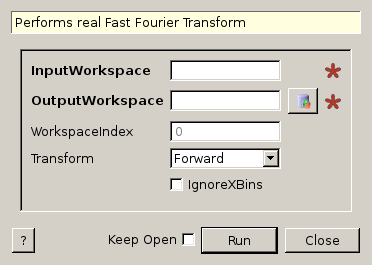 Performs real Fast Fourier Transform
InputWorkspace
OutputWorkspace
WorkspaceIndex 0
Transform Forward
IgnoreXBins
? Keep Open Run Close